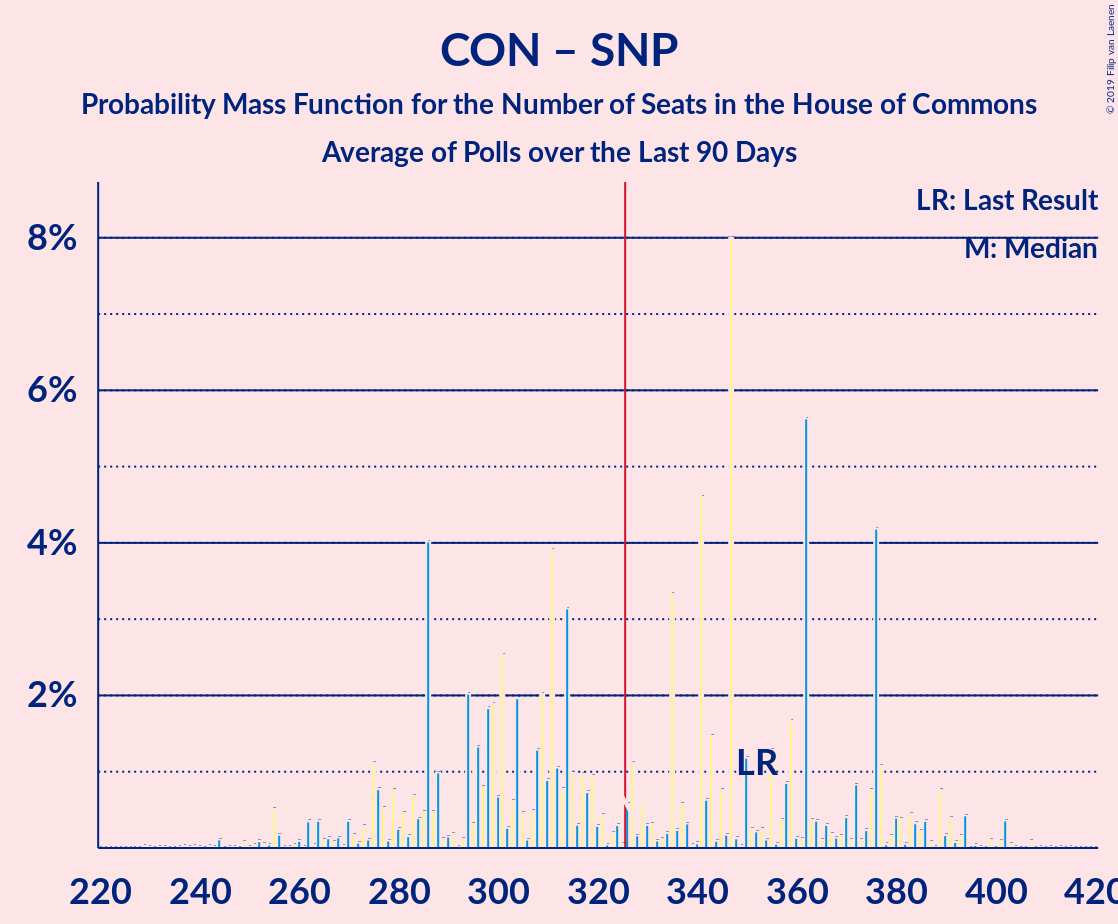 CON – SNP
Probability Mass Function for the Number of Seats in the House of Commons
Average of Polls over the Last 90 Days
© 2019 Filip van Laenen
LR: Last Result
M: Median
8%
6%
4%
2%
LR
220 240 260 280 300 320 340 360 380 400 420